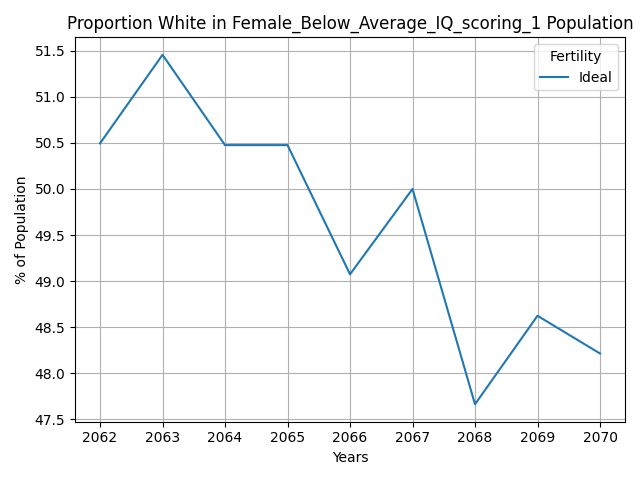 Proportion White in Female_Below_Average_IQ_scoring_1 Population
Fertility
Ideal
51.5
51.0
50.5
50.0
49.5
49.0
48.5
48.0
47.5
% of Population
2062 2063 2064 2065 2066 2067 2068 2069 2070
Years